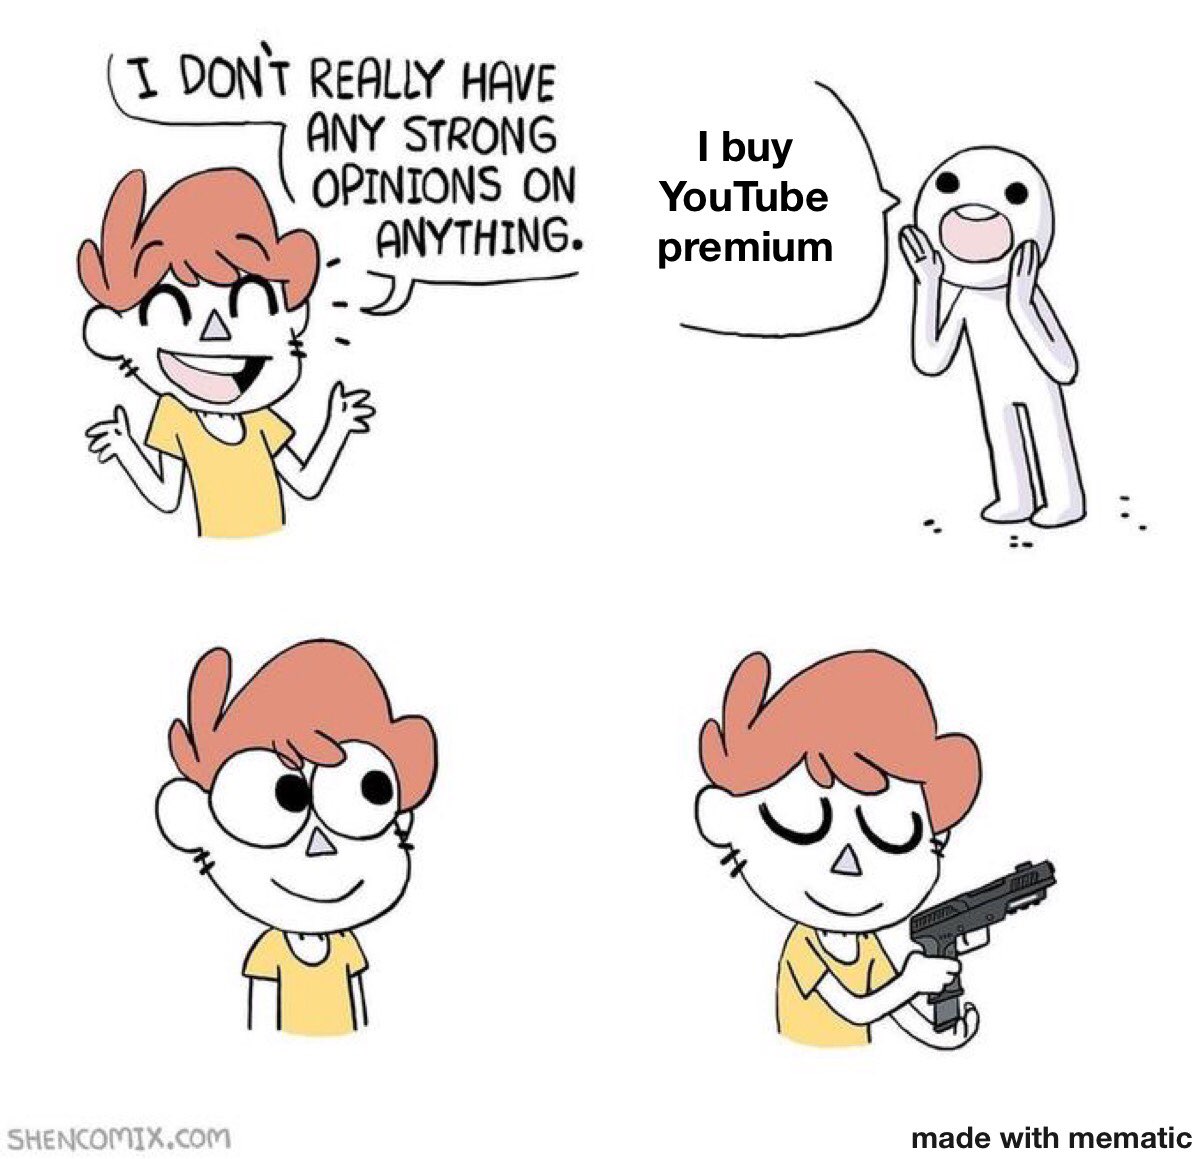 I DON'T REALLY HAVE
ANY STRONG
OPINIONS ON
ANYTHING.
I buy
YouTube
premium
SHENCOMIX.COM
made with mematic